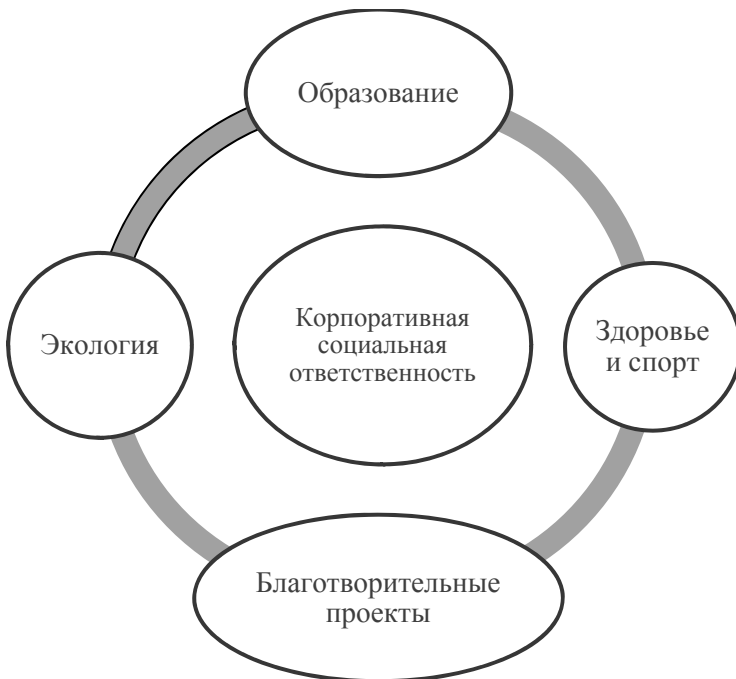 Образование
Экология
Корпоративная
социальная
ответственность
Здоровье
и спорт
Благотворительные
проекты